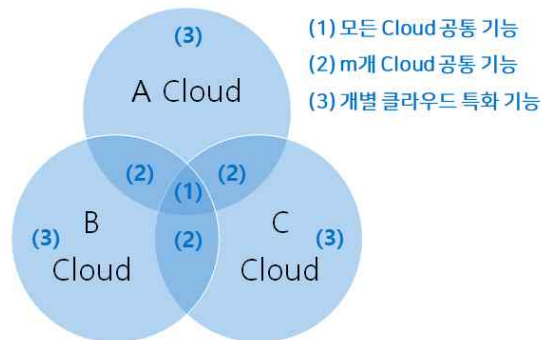 (3)
A Cloud
(1) 모든 Cloud 공통 기능
(2) m개 Cloud 공통 기능
(3) 개별 클라우드 특화 기능
(2)
(2)
(1)
(3)
B
Cloud
(2)
C
Cloud
(3)